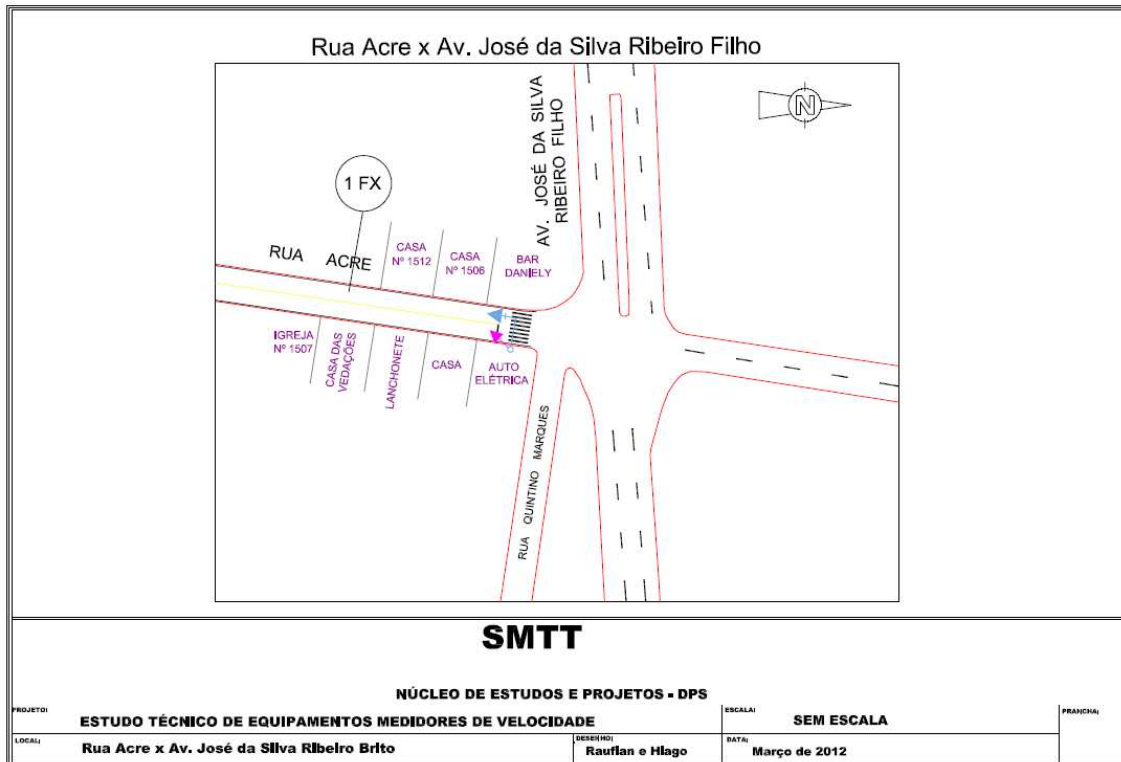 Rua Acre x Av. José da Silva Ribeiro Filho
N
AV. JOSÉ DA SILVA
RIBEIRO FILHO
1 FX
RUA ACRE
CASA
Nº 1512
CASA
Nº 1506
BAR
DANIELY
IGREJA
Nº 1507
CASA DAS
VEDAÇÕES
LANCHONETE
CASA
AUTO
ELÉTRICA
RUA QUINTINO MARQUES
SMTT
NÚCLEO DE ESTUDOS E PROJETOS - DPS
PROJETO:
ESTUDO TÉCNICO DE EQUIPAMENTOS MEDIDORES DE VELOCIDADE
ESCALA:
SEM ESCALA
PRANCHA:
LOCAL:
Rua Acre x Av. José da Silva Ribeiro Brito
DESENHO:
Rauflan e Hiago
DATA:
Março de 2012